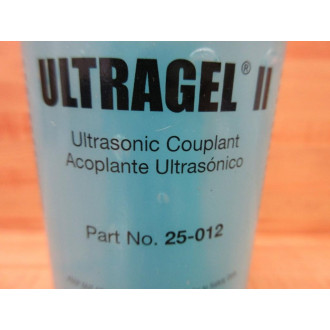 ULTRAGEL® II
Ultrasonic Couplant
Acoplante Ultrasónico
Part No. 25-012